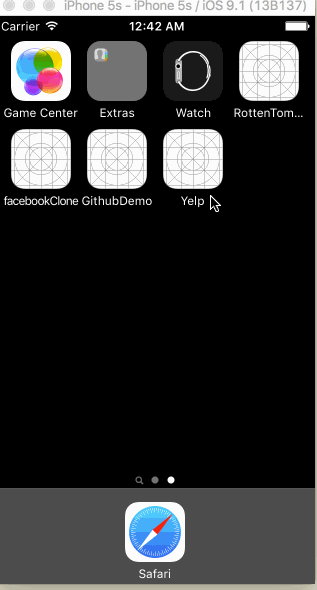 iPhone 5s - iPhone 5s / iOS 9.1 (13B137)
Carrier 12:42 AM
Game Center Extras Watch RottenTom...
facebookClone GithubDemo Yelp
Safari